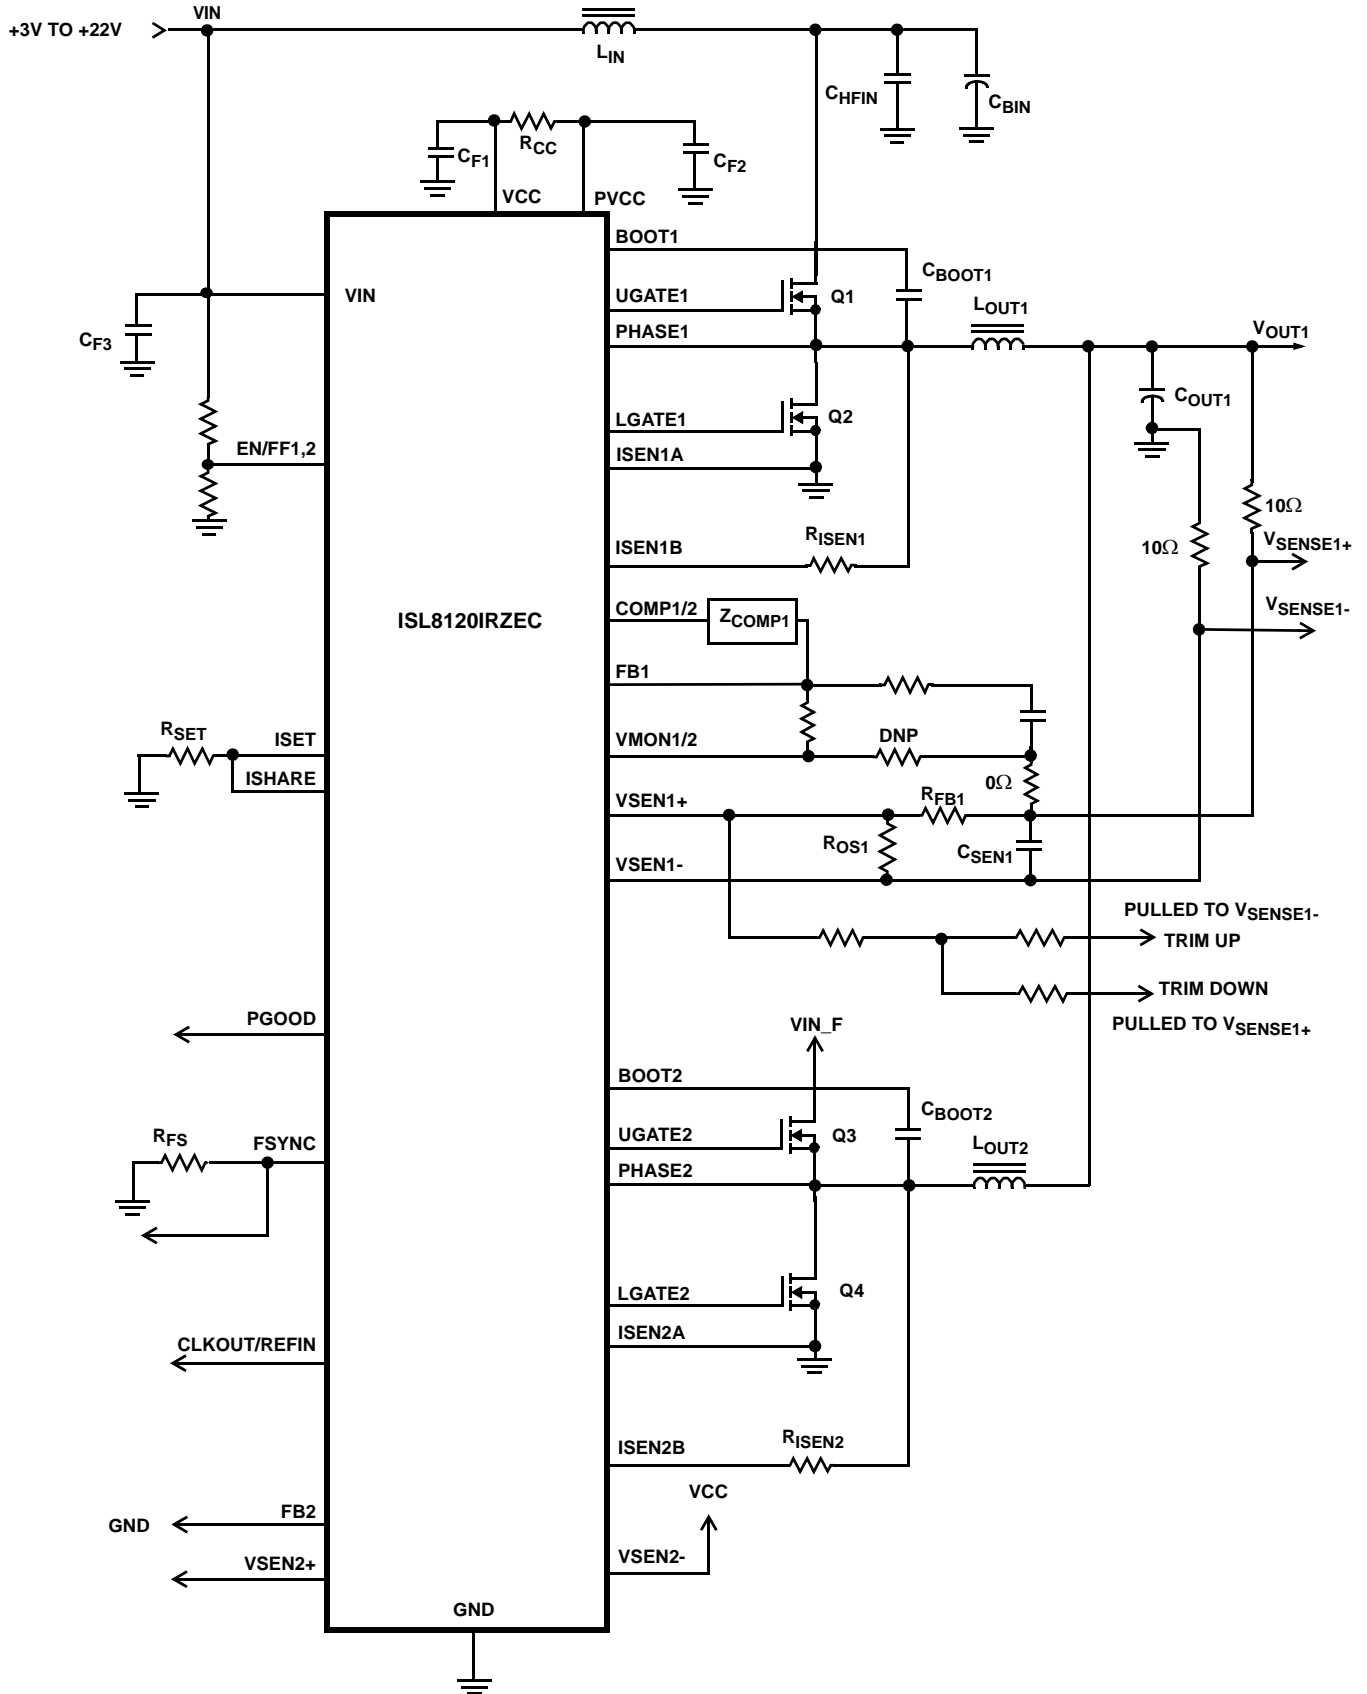 VIN
+3V TO +22V
LIN
CHFIN
CBIN
CF1
RCC
CF2
VCC
PVCC
BOOT1
CBOOT1
VIN
UGATE1
Q1
LOUT1
CF3
PHASE1
VOUT1
COUT1
LGATE1
Q2
EN/FF1,2
ISEN1A
10Ω
ISEN1B
RISEN1
10Ω
VSENSE1+
COMP1/2
ZCOMP1
VSENSE1-
ISL8120IRZEC
FB1
RSET
ISET
VMON1/2
DNP
ISHARE
0Ω
VSEN1+
RFB1
ROS1
CSEN1
VSEN1-
PULLED TO VSENSE1-
TRIM UP
TRIM DOWN
PULLED TO VSENSE1+
PGOOD
VIN_F
BOOT2
CBOOT2
RFS
FSYNC
UGATE2
Q3
LOUT2
PHASE2
LGATE2
Q4
CLKOUT/REFIN
ISEN2A
ISEN2B
RISEN2
VCC
GND
FB2
VSEN2+
VSEN2-
GND